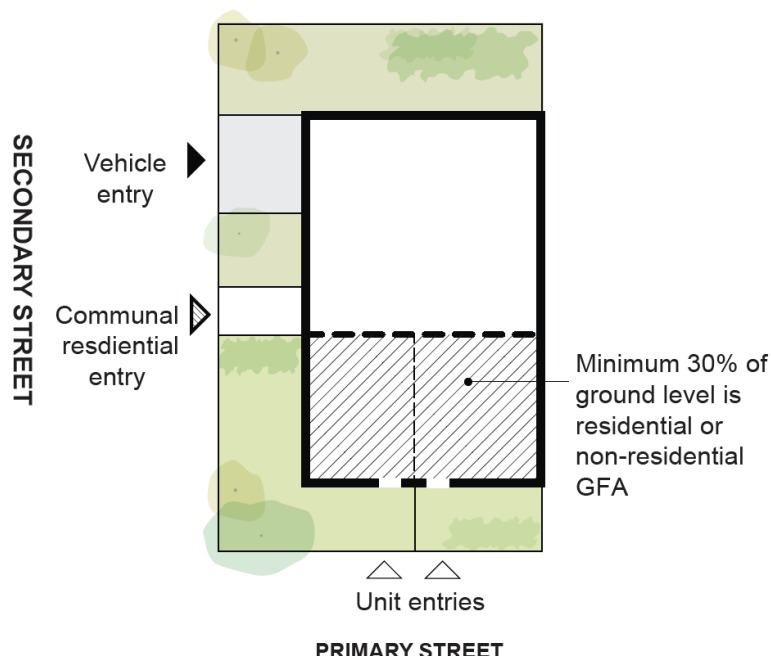 SECONDARY STREET
Vehicle
entry
Communal
resdiential
entry
Minimum 30% of
ground level is
residential or
non-residential
GFA
Unit entries
PRIMARY STREET